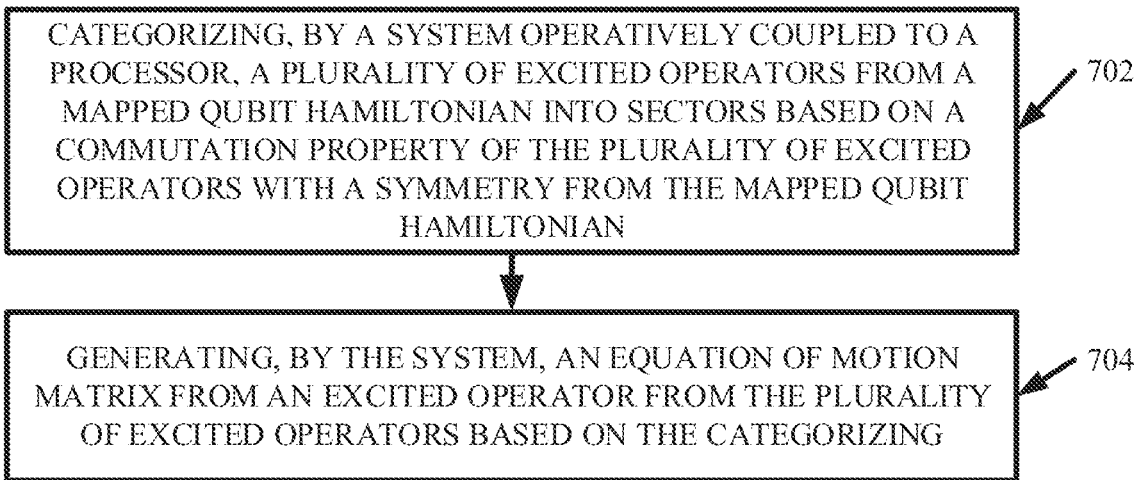 CATEGORIZING, BY A SYSTEM OPERATIVELY COUPLED TO A
PROCESSOR, A PLURALITY OF EXCITED OPERATORS FROM A
MAPPED QUBIT HAMILTONIAN INTO SECTORS BASED ON A
COMMUTATION PROPERTY OF THE PLURALITY OF EXCITED
OPERATORS WITH A SYMMETRY FROM THE MAPPED QUBIT
HAMILTONIAN
702
GENERATING, BY THE SYSTEM, AN EQUATION OF MOTION
MATRIX FROM AN EXCITED OPERATOR FROM THE PLURALITY
OF EXCITED OPERATORS BASED ON THE CATEGORIZING
704